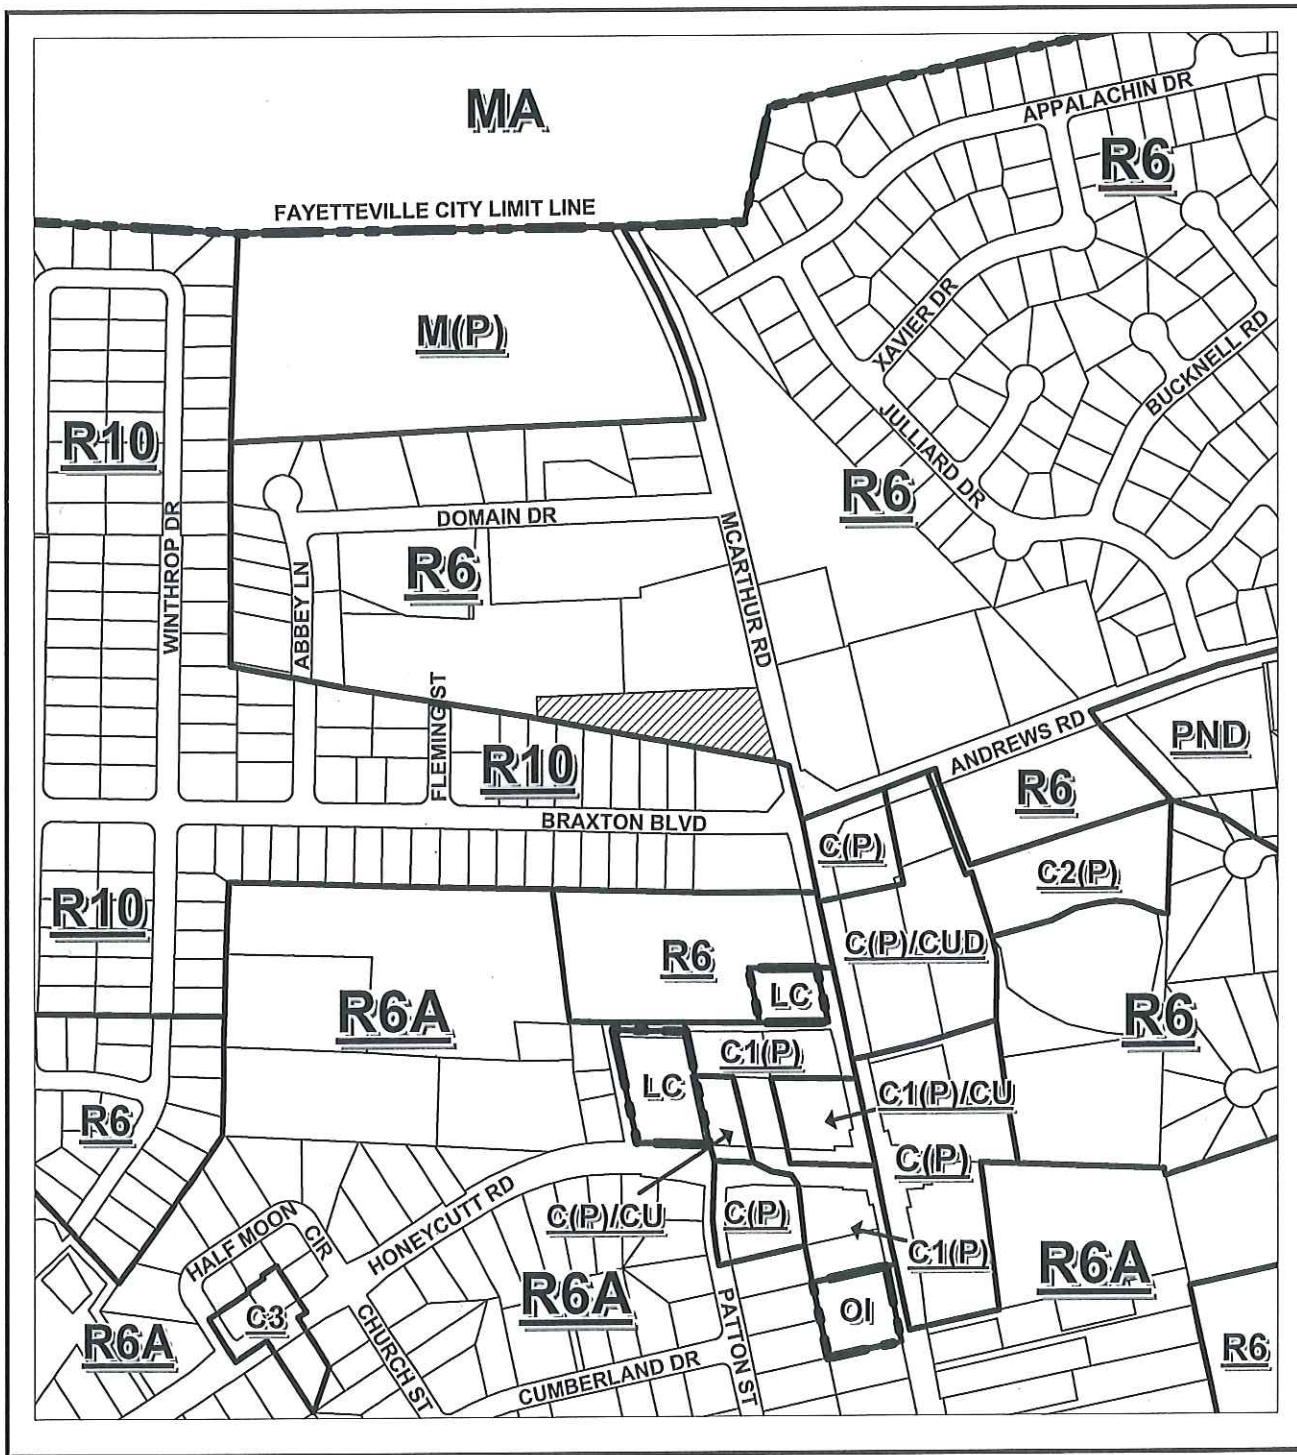 MA
APPALACHIN DR
R6
FAYETTEVILLE CITY LIMIT LINE
M(P)
XAVIER DR
BUCKNELL RD
R10
JULLIARD DR
R6
DOMAIN DR
R6
WINTHROP DR
ABBEY LN
MCARTHUR RD
FLEMING ST
ANDREWS RD
PND
R10
R6
BRAXTON BLVD
C(P)
C2(P)
R10
C(P)/CUD
R6
LC
R6A
R6
C1(P)
LC
C1(P)/CU
R6
C(P)
C(P)/CU
C(P)
HONEYCUTT RD
HALF MOON CIR
C1(P)
R6A
R6A
C3
OI
R6A
CHURCH ST
PATTON ST
R6
CUMBERLAND DR